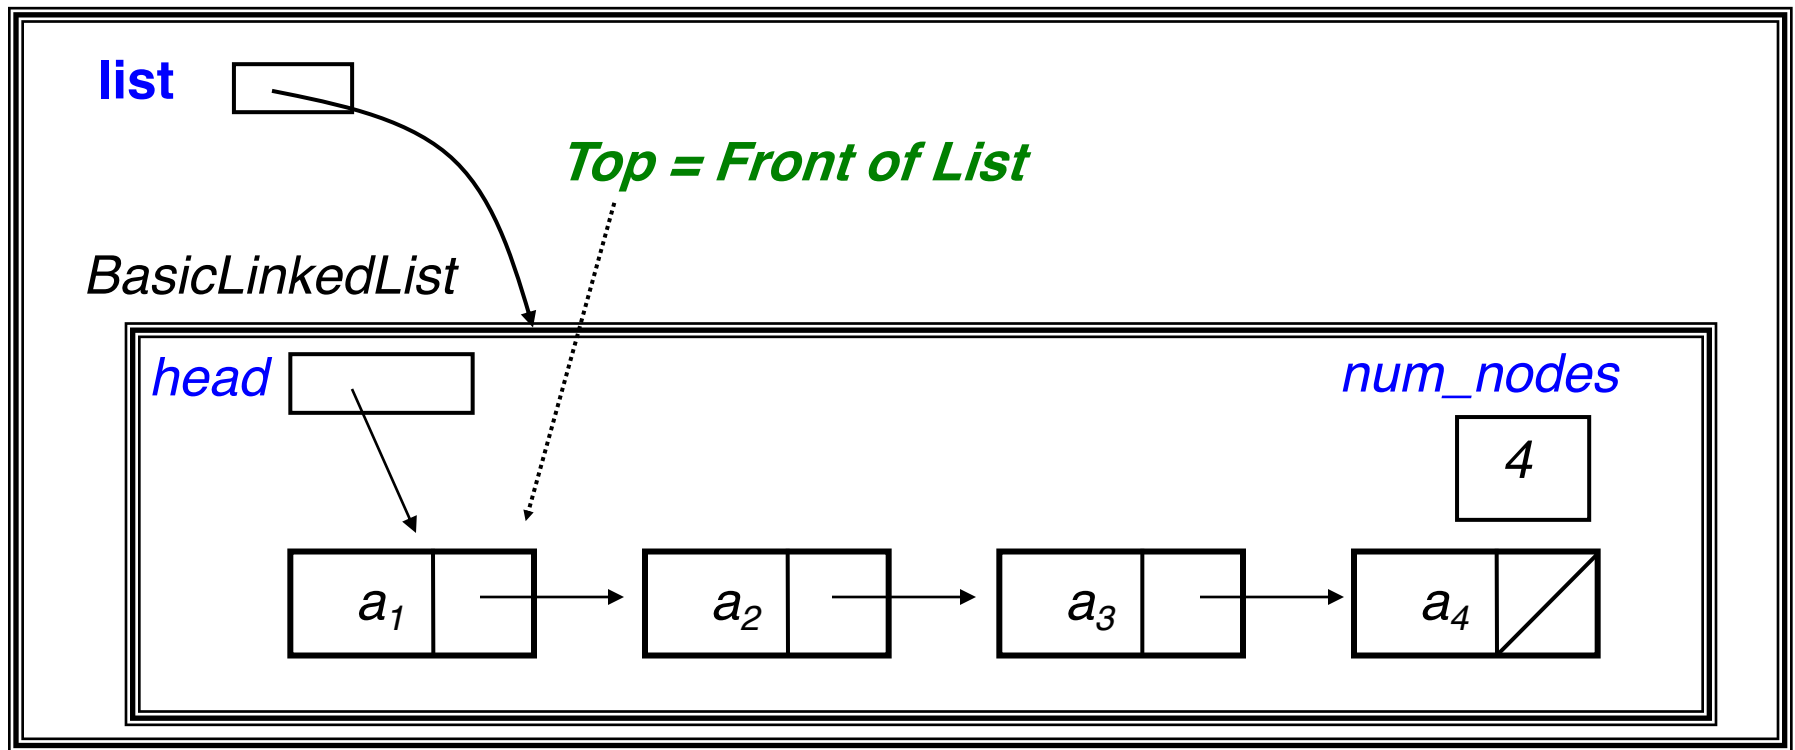 list
Top = Front of List
BasicLinkedList
head
num_nodes
4
a1
a2
a3
a4